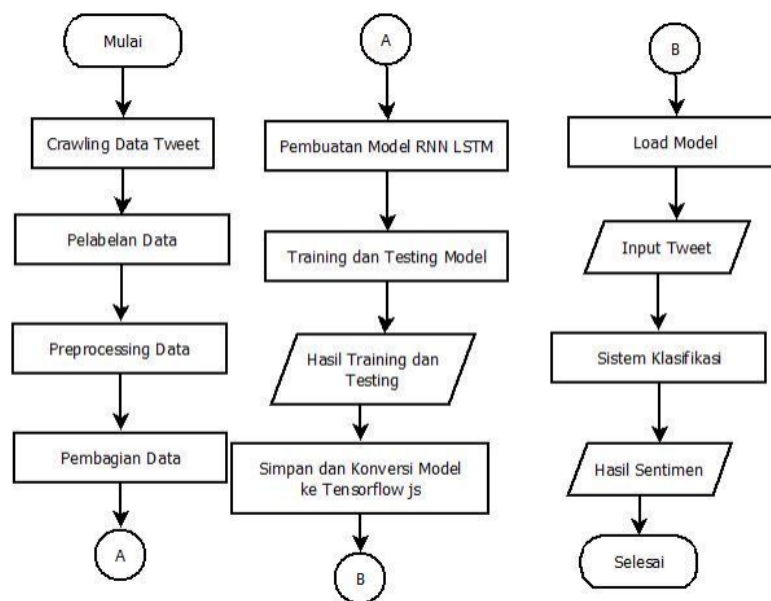 Mulai
Crawling Data Tweet
Pelabelan Data
Preprocessing Data
Pembagian Data
A
A
Pembuatan Model RNN LSTM
Training dan Testing Model
Hasil Training dan
Testing
Simpan dan Konversi Model
ke Tensorflow js
B
B
Load Model
Input Tweet
Sistem Klasifikasi
Hasil Sentimen
Selesai